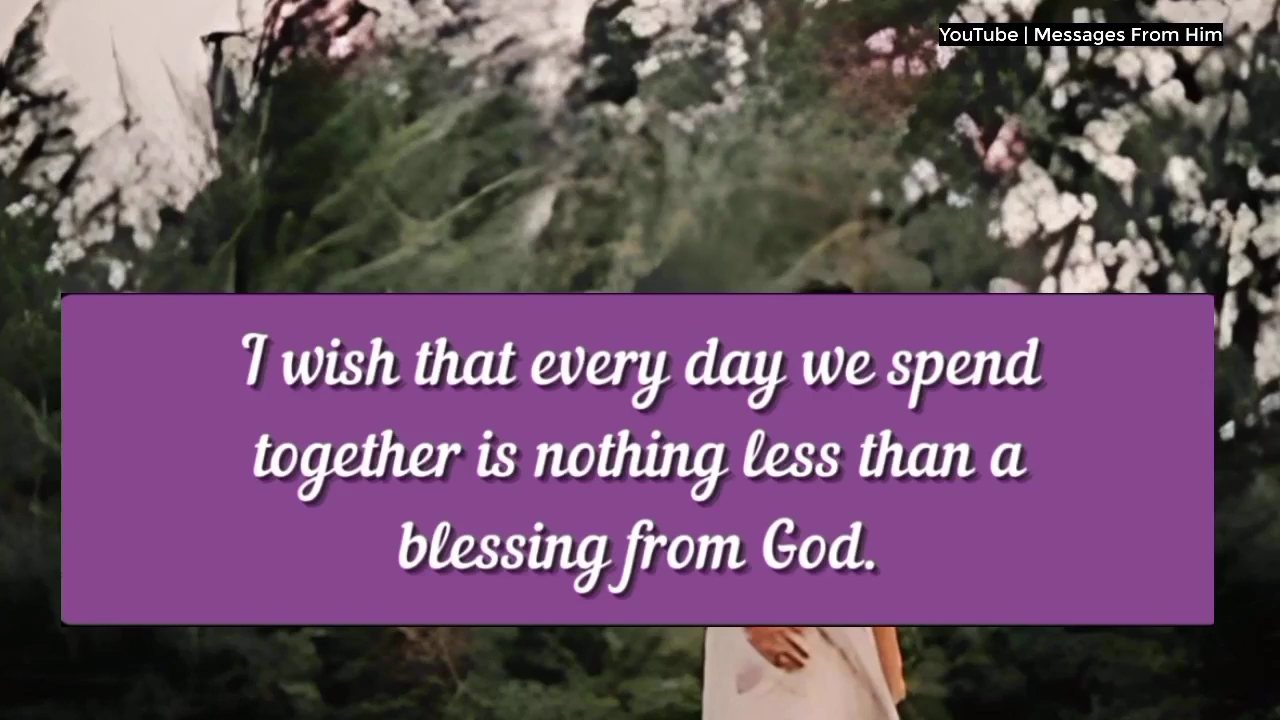 YouTube | Messages From Him
I wish that every day we spend
together is nothing less than a
blessing from God.